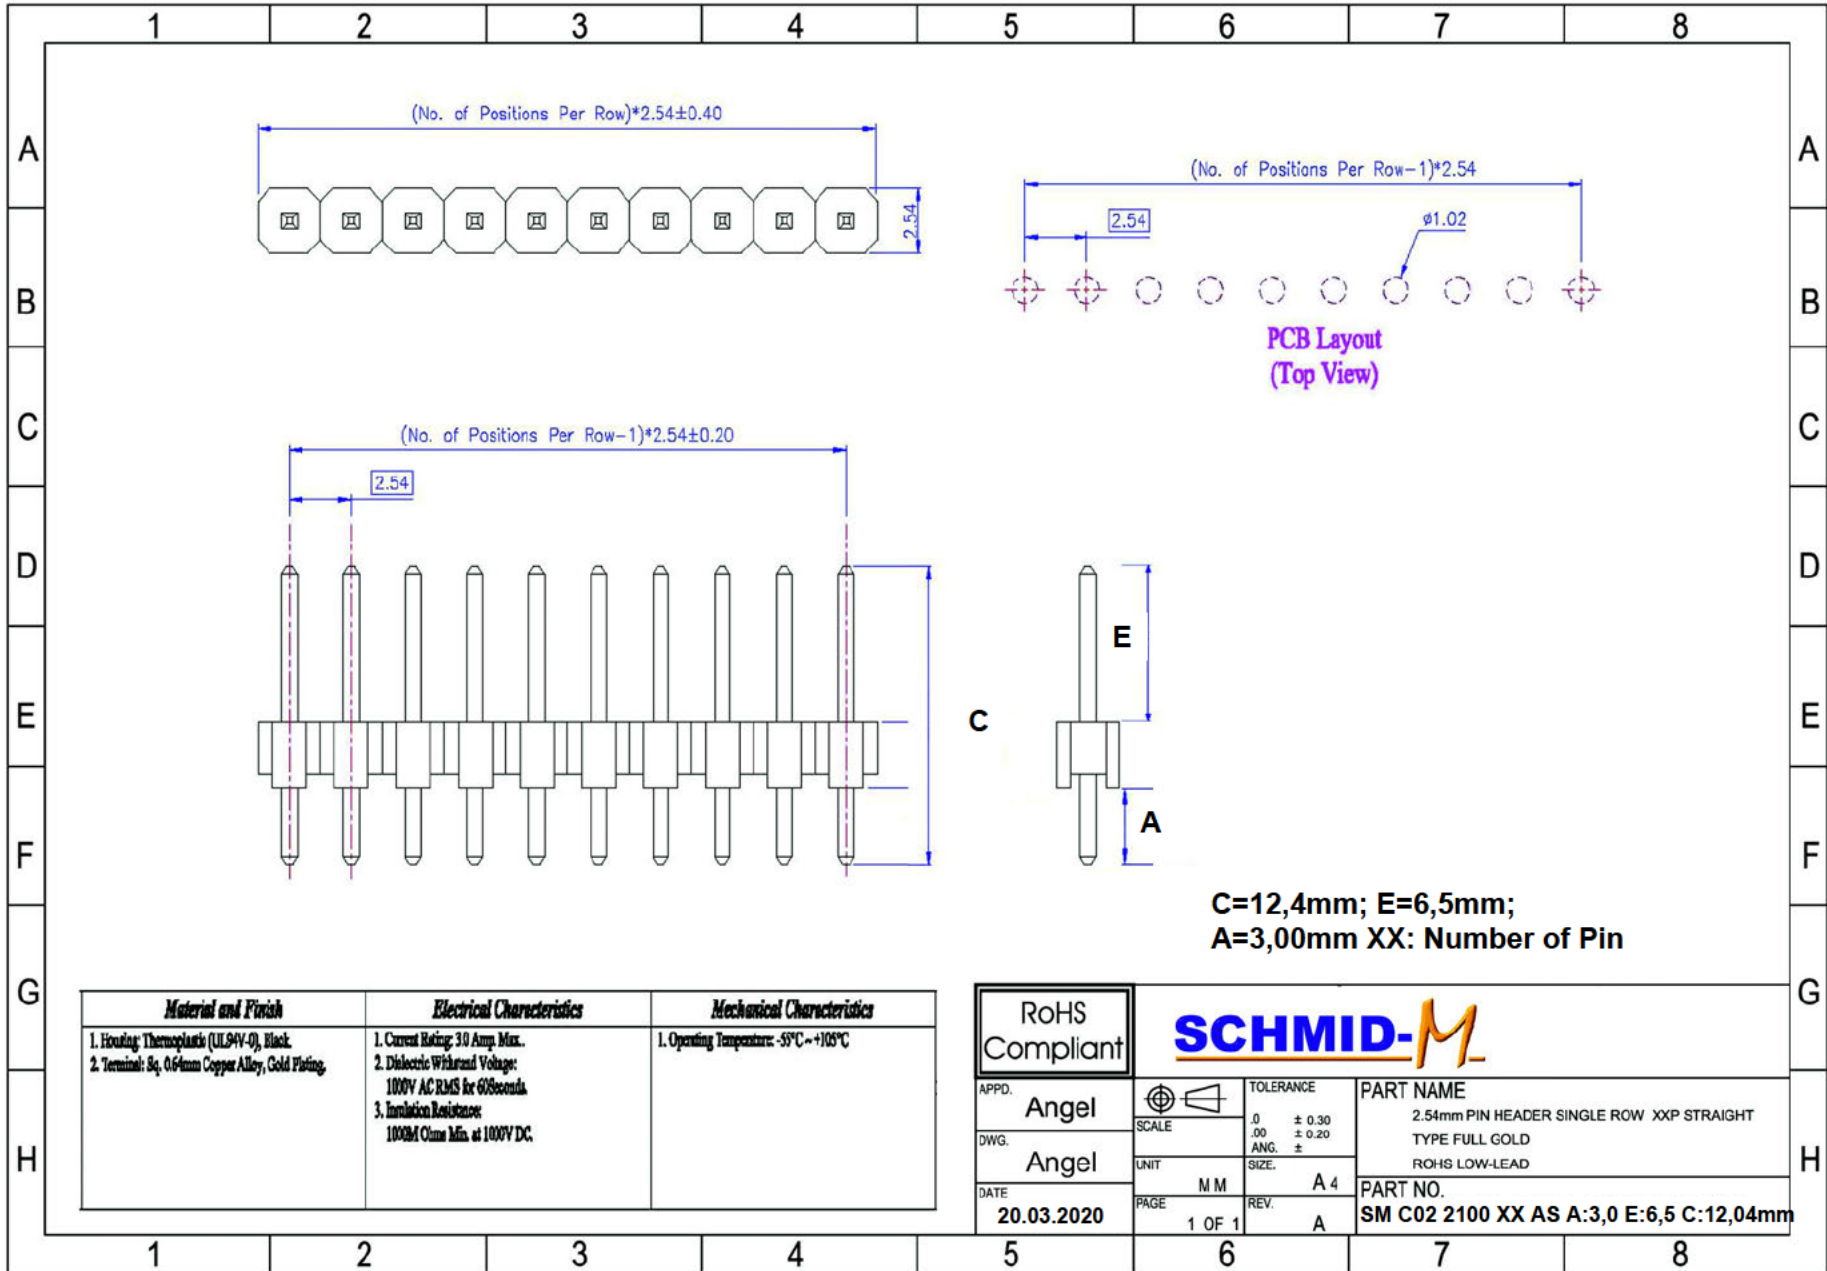 1 2 3 4 5 6 7 8
A A
B B
C C
D D
E E
F F
G G
H H
(No. of Positions Per Row)*2.54±0.40
2.54
(No. of Positions Per Row-1)*2.54
2.54
ø1.02
PCB Layout
(Top View)
(No. of Positions Per Row-1)*2.54±0.20
2.54
C
E
A
C=12,4mm; E=6,5mm;
A=3,00mm XX: Number of Pin
Material and Finish
1. Housing: Thermoplastic (UL94V-0), Black.
2. Terminal: Sq. 0.64mm Copper Alloy, Gold Plating.
Electrical Characteristics
1. Current Rating: 3.0 Amp Max..
2. Dielectric Withstand Voltage:
1000V AC RMS for 60Seconds.
3. Insulation Resistance:
1000M Ohms Min. at 1000V DC.
Mechanical Characteristics
1. Operating Temperature: -55°C ~ +105°C
RoHS
Compliant
SCHMID-M
APPD.
Angel
DWG.
Angel
DATE
20.03.2020
SCALE
UNIT
MM
PAGE
1 OF 1
TOLERANCE
.0 ± 0.30
.00 ± 0.20
ANG. ±
SIZE.
A 4
REV.
A
PART NAME
2.54mm PIN HEADER SINGLE ROW XXP STRAIGHT
TYPE FULL GOLD
ROHS LOW-LEAD
PART NO.
SM C02 2100 XX AS A:3,0 E:6,5 C:12,04mm
1 2 3 4 5 6 7 8